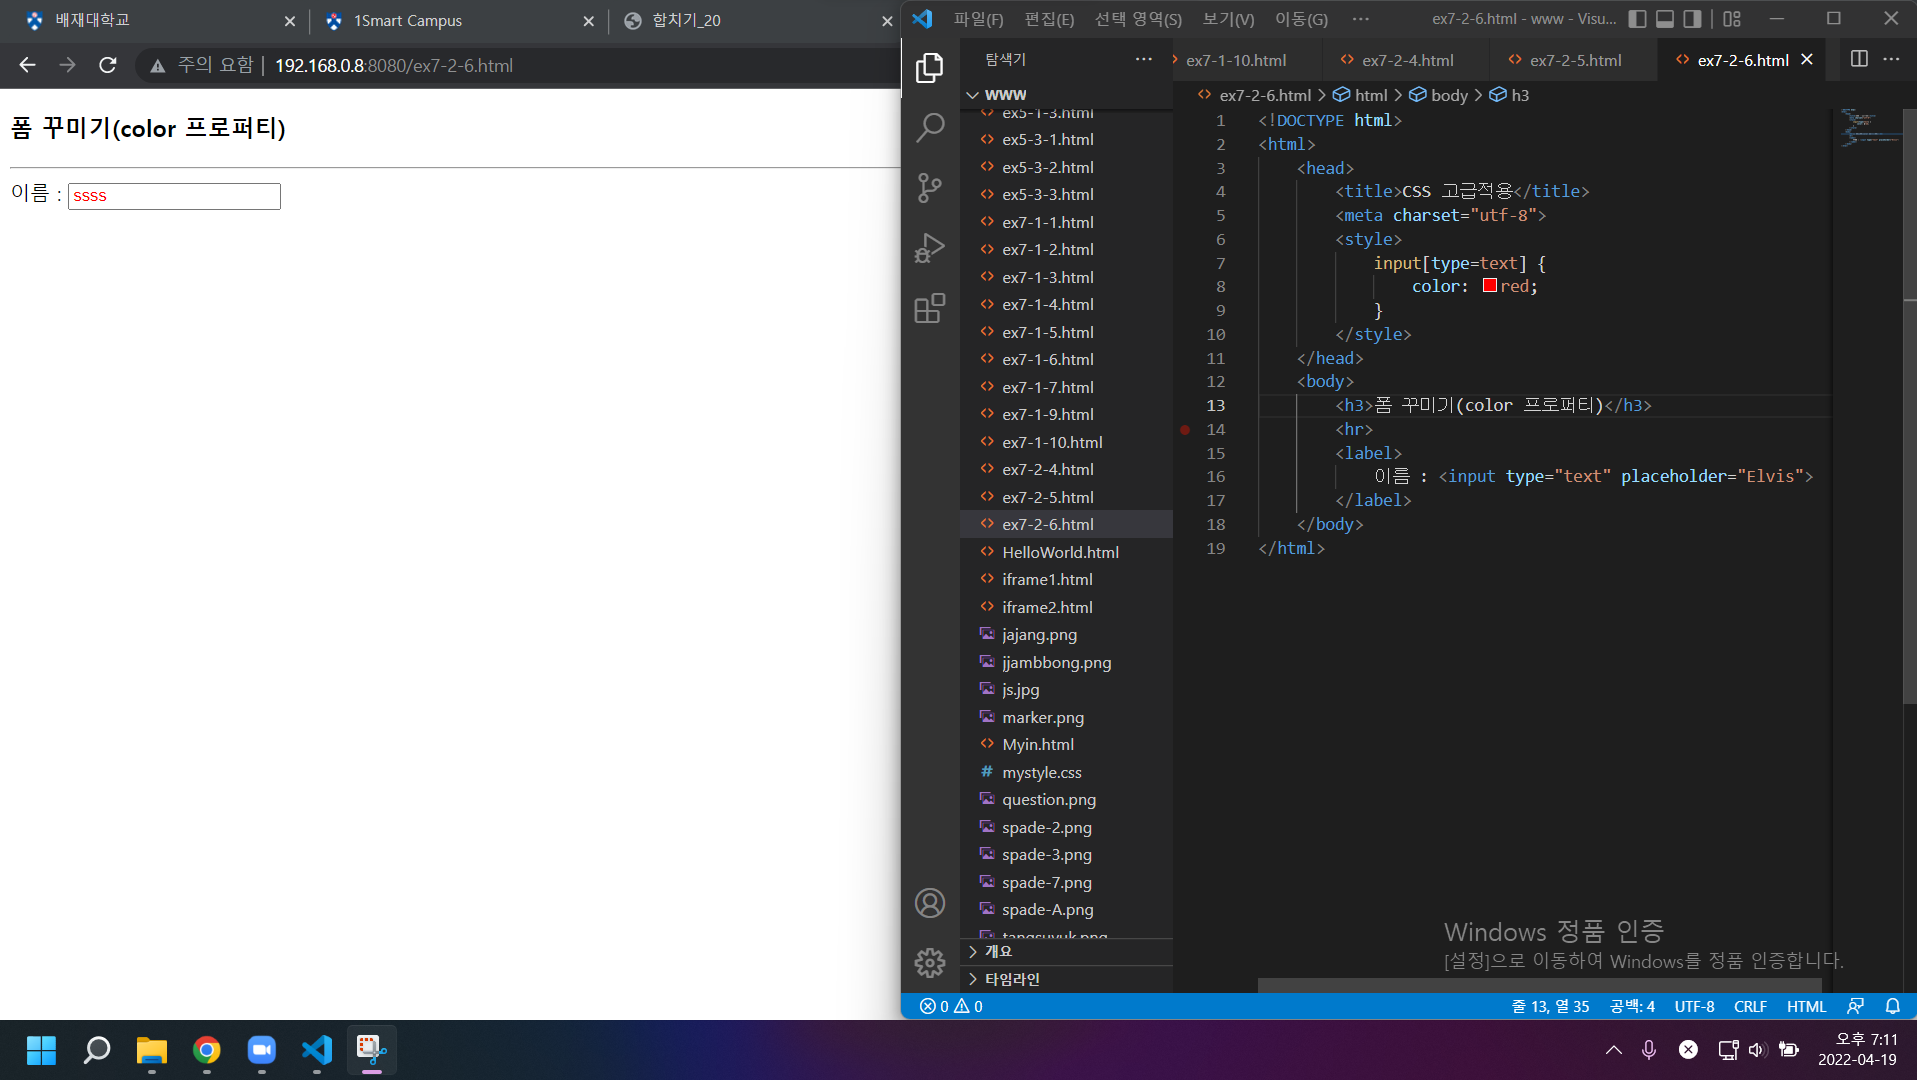 배재대학교
1Smart Campus
합치기_20
주의 요함
192.168.0.8:8080/ex7-2-6.html
폼 꾸미기(color 프로퍼티)
이름 : ssss
파일(F) 편집(E) 선택 영역(S) 보기(V) 이동(G) ···
ex7-2-6.html - www - Visu...
탐색기 ···
ex7-1-10.html
ex7-2-4.html
ex7-2-5.html
ex7-2-6.html
WWW
ex5-1-3.html
ex5-3-1.html
ex5-3-2.html
ex5-3-3.html
ex7-1-1.html
ex7-1-2.html
ex7-1-3.html
ex7-1-4.html
ex7-1-5.html
ex7-1-6.html
ex7-1-7.html
ex7-1-9.html
ex7-1-10.html
ex7-2-4.html
ex7-2-5.html
ex7-2-6.html
HelloWorld.html
iframe1.html
iframe2.html
jajang.png
jjambbong.png
js.jpg
marker.png
Myin.html
# mystyle.css
question.png
spade-2.png
spade-3.png
spade-7.png
spade-A.png
tangsuyuk.png
개요
타임라인
ex7-2-6.html > html > body > h3
1 <!DOCTYPE html>
2 <html>
3 <head>
4 <title>CSS 고급적용</title>
5 <meta charset="utf-8">
6 <style>
7 input[type=text] {
8 color: red;
9 }
10 </style>
11 </head>
12 <body>
13 <h3>폼 꾸미기(color 프로퍼티)</h3>
14 <hr>
15 <label>
16 이름 : <input type="text" placeholder="Elvis">
17 </label>
18 </body>
19 </html>
Windows 정품 인증
[설정]으로 이동하여 Windows를 정품 인증합니다.
0 0
줄 13, 열 35 공백: 4 UTF-8 CRLF HTML
오후 7:11
2022-04-19